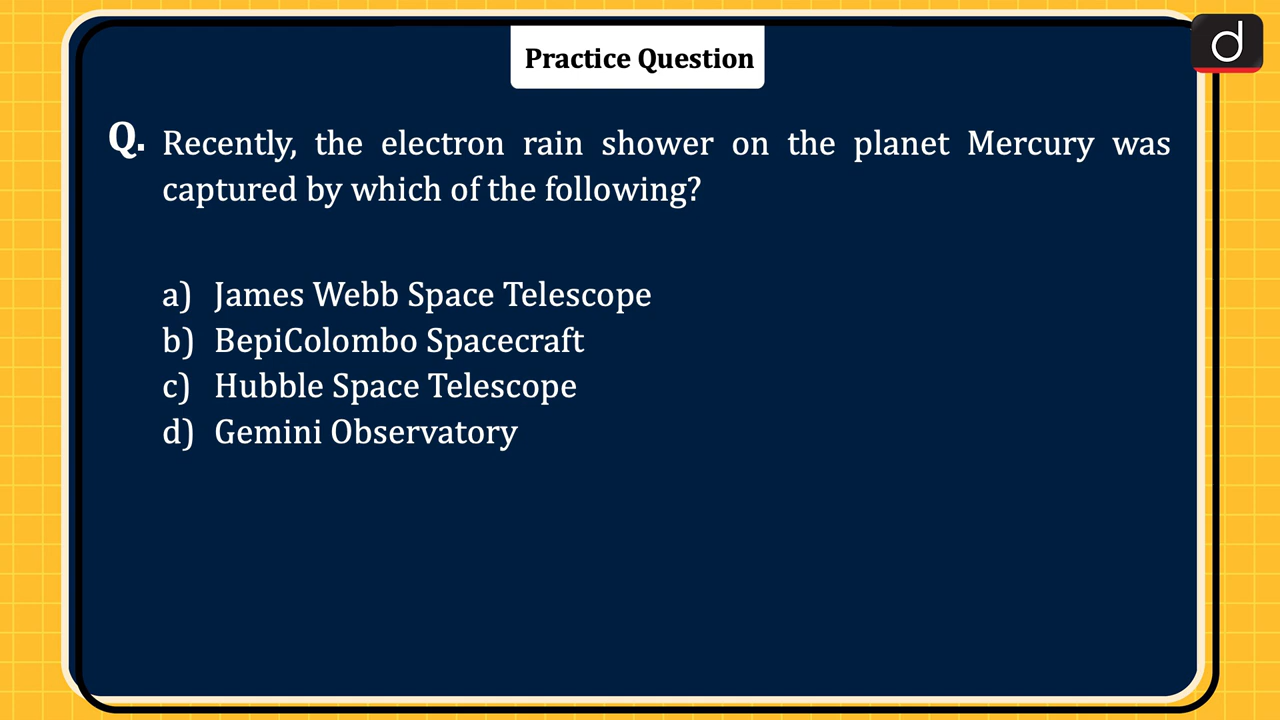 Practice Question
d
Q. Recently, the electron rain shower on the planet Mercury was
captured by which of the following?
a) James Webb Space Telescope
b) BepiColombo Spacecraft
c) Hubble Space Telescope
d) Gemini Observatory